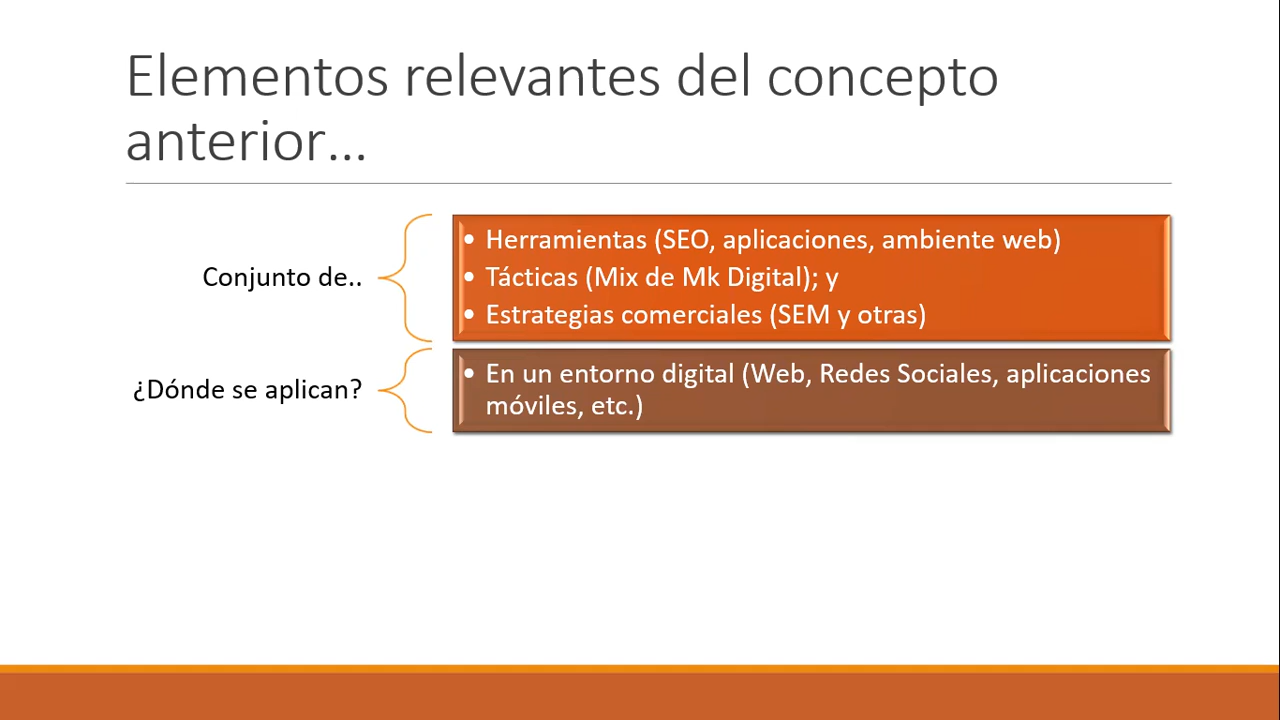 Elementos relevantes del concepto
anterior…
Conjunto de..
• Herramientas (SEO, aplicaciones, ambiente web)
• Tácticas (Mix de Mk Digital); y
• Estrategias comerciales (SEM y otras)
¿Dónde se aplican?
• En un entorno digital (Web, Redes Sociales, aplicaciones
móviles, etc.)